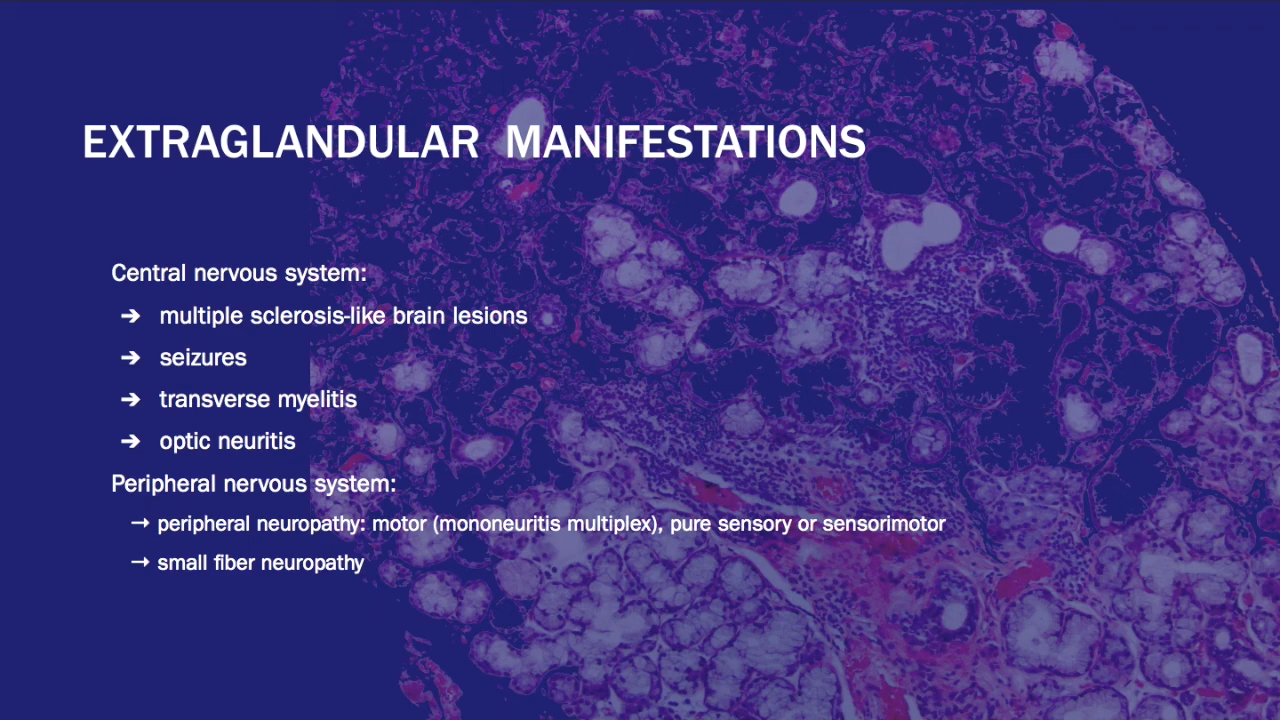 EXTRAGLANDULAR MANIFESTATIONS
Central nervous system:
➔ multiple sclerosis-like brain lesions
➔ seizures
➔ transverse myelitis
➔ optic neuritis
Peripheral nervous system:
→ peripheral neuropathy: motor (mononeuritis multiplex), pure sensory or sensorimotor
→ small fiber neuropathy